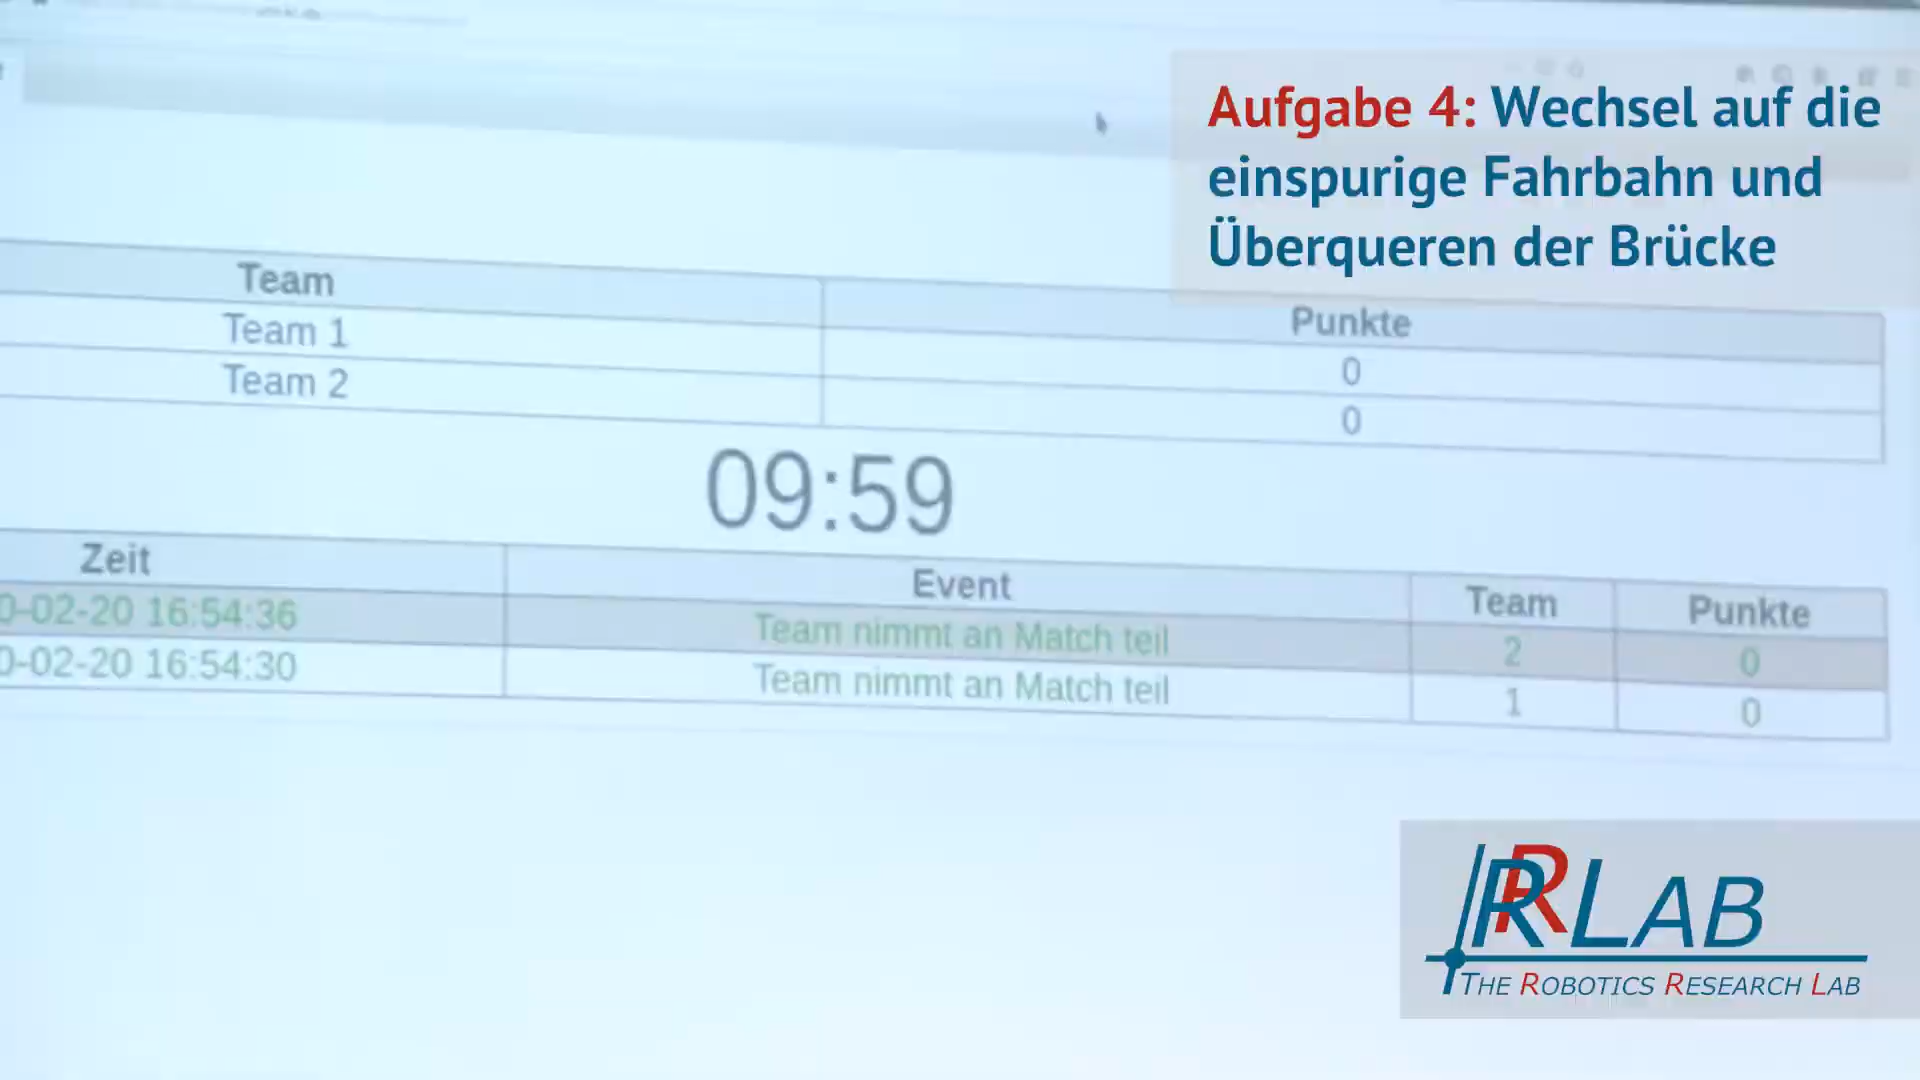 Aufgabe 4: Wechsel auf die
einspurige Fahrbahn und
Überqueren der Brücke
Team Punkte
Team 1 0
Team 2 0
09:59
Zeit Event Team Punkte
0-02-20 16:54:36 Team nimmt an Match teil 2 0
0-02-20 16:54:30 Team nimmt an Match teil 1 0
RRLAB
THE ROBOTICS RESEARCH LAB